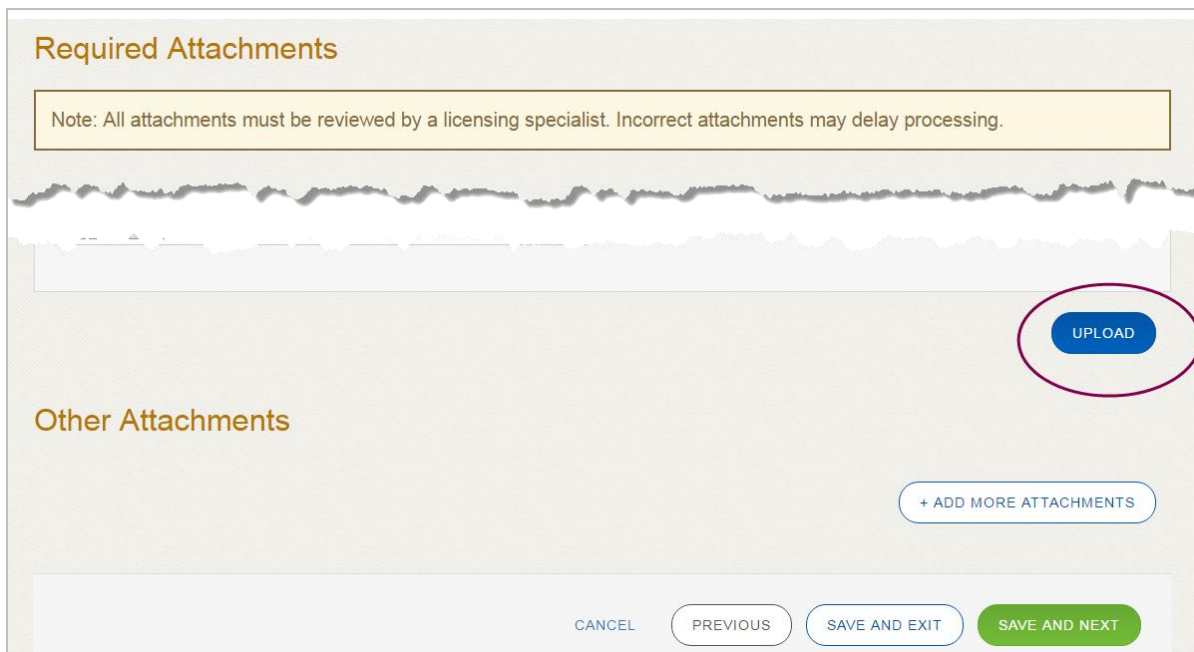 Required Attachments
Note: All attachments must be reviewed by a licensing specialist. Incorrect attachments may delay processing.
UPLOAD
Other Attachments
+ ADD MORE ATTACHMENTS
CANCEL PREVIOUS SAVE AND EXIT SAVE AND NEXT